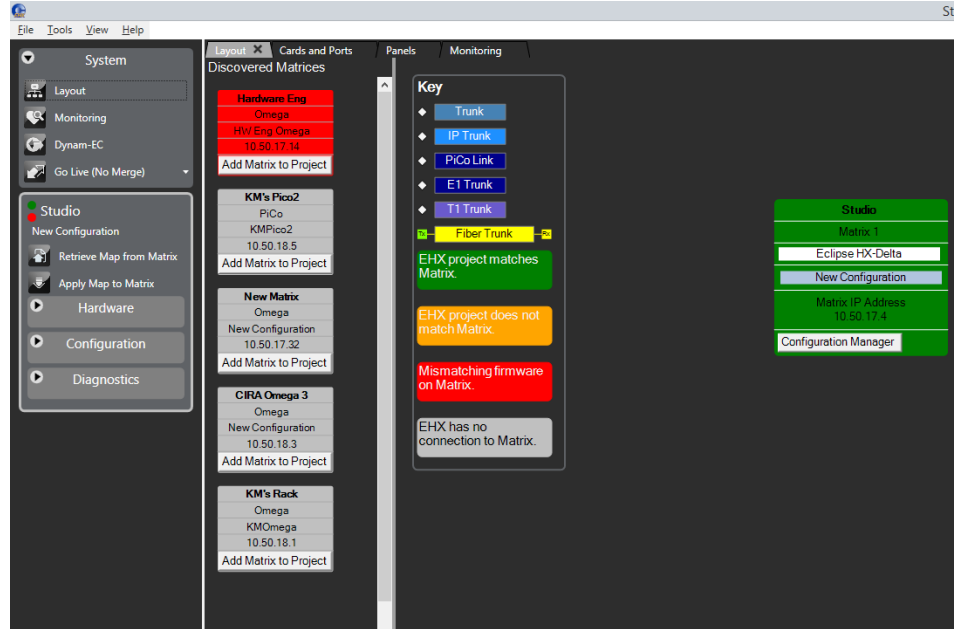 St
File Tools View Help
System
Layout
Monitoring
Dynam-EC
Go Live (No Merge)
Studio
New Configuration
Retrieve Map from Matrix
Apply Map to Matrix
Hardware
Configuration
Diagnostics
Layout Cards and Ports Panels Monitoring
Discovered Matrices
Hardware Eng
Omega
HW Eng Omega
10.50.17.14
Add Matrix to Project
KM's Pico2
PiCo
KMPico2
10.50.18.5
Add Matrix to Project
New Matrix
Omega
New Configuration
10.50.17.32
Add Matrix to Project
CIRA Omega 3
Omega
New Configuration
10.50.18.3
Add Matrix to Project
KM's Rack
Omega
KMOmega
10.50.18.1
Add Matrix to Project
Key
Trunk
IP Trunk
PiCo Link
E1 Trunk
T1 Trunk
Tx Fiber Trunk Rx
EHX project matches
Matrix.
EHX project does not
match Matrix.
Mismatching firmware
on Matrix.
EHX has no
connection to Matrix.
Studio
Matrix 1
Eclipse HX-Delta
New Configuration
Matrix IP Address
10.50.17.4
Configuration Manager